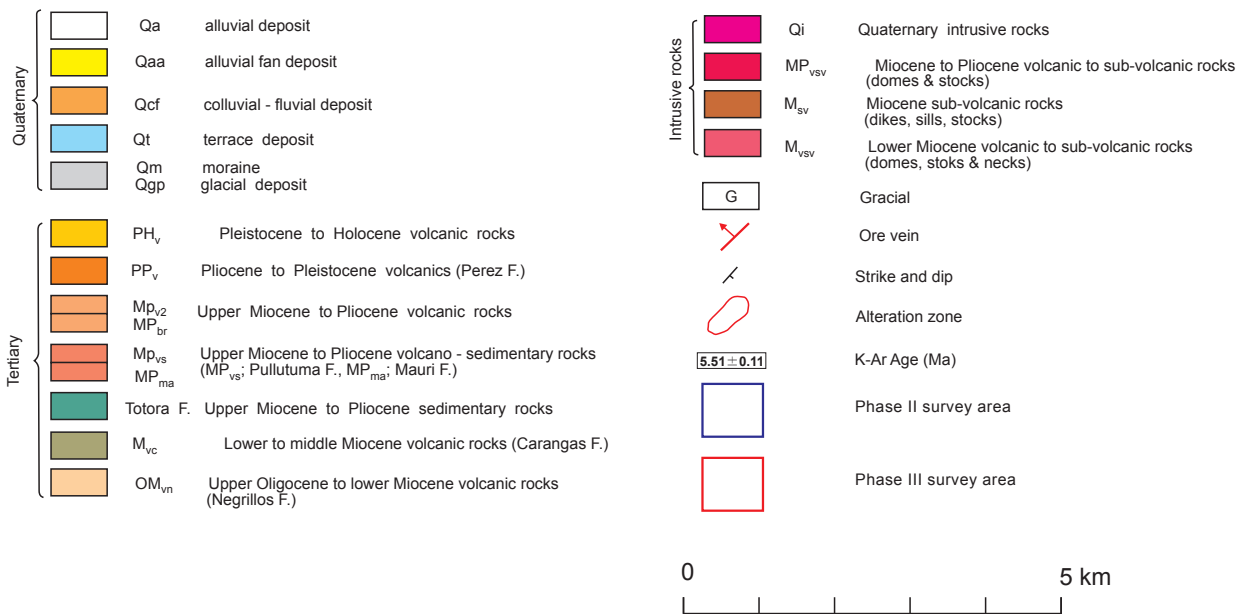 Quaternary
Qa alluvial deposit
Qaa alluvial fan deposit
Qcf colluvial - fluvial deposit
Qt terrace deposit
Qm moraine
Qgp glacial deposit
Tertiary
PHv Pleistocene to Holocene volcanic rocks
PPv Pliocene to Pleistocene volcanics (Perez F.)
Mpv2 Upper Miocene to Pliocene volcanic rocks
MPbr
Mpvs Upper Miocene to Pliocene volcano - sedimentary rocks
MPma (MPvs; Pullutuma F., MPma; Mauri F.)
Totora F. Upper Miocene to Pliocene sedimentary rocks
Mvc Lower to middle Miocene volcanic rocks (Carangas F.)
OMvn Upper Oligocene to lower Miocene volcanic rocks
(Negrillos F.)
Intrusive rocks
Qi Quaternary intrusive rocks
MPvsv Miocene to Pliocene volcanic to sub-volcanic rocks
(domes & stocks)
Msv Miocene sub-volcanic rocks
(dikes, sills, stocks)
Mvsv Lower Miocene volcanic to sub-volcanic rocks
(domes, stoks & necks)
G Gracial
Ore vein
Strike and dip
Alteration zone
5.51±0.11 K-Ar Age (Ma)
Phase II survey area
Phase III survey area
0 5 km